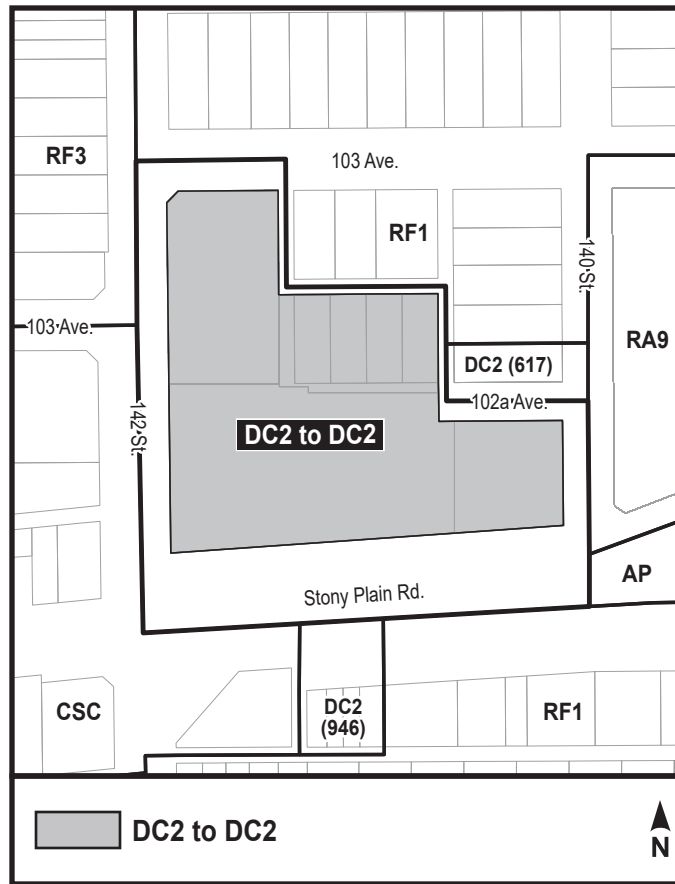 103 Ave.
RF3
RF1
140 St.
103 Ave.
RA9
DC2 (617)
102a Ave.
142 St.
DC2 to DC2
AP
Stony Plain Rd.
CSC
DC2
(946)
RF1
DC2 to DC2
N